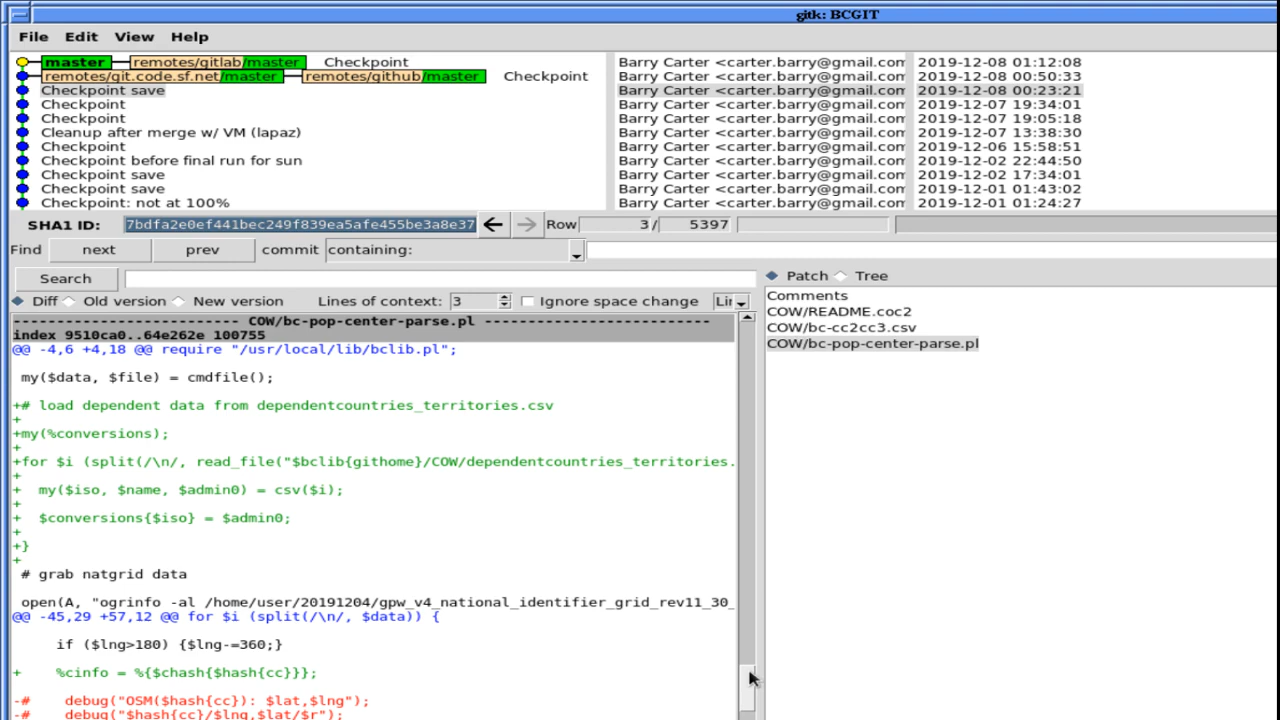 gitk: BCGIT
File Edit View Help
master remotes/gitlab/master Checkpoint Barry Carter <carter.barry@gmail.com 2019-12-08 01:12:08
remotes/git.code.sf.net/master remotes/github/master Checkpoint Barry Carter <carter.barry@gmail.com 2019-12-08 00:50:33
Checkpoint save Barry Carter <carter.barry@gmail.com 2019-12-08 00:23:21
Checkpoint Barry Carter <carter.barry@gmail.com 2019-12-07 19:34:01
Checkpoint Barry Carter <carter.barry@gmail.com 2019-12-07 19:05:18
Cleanup after merge w/ VM (lapaz) Barry Carter <carter.barry@gmail.com 2019-12-07 13:38:30
Checkpoint Barry Carter <carter.barry@gmail.com 2019-12-06 15:58:51
Checkpoint before final run for sun Barry Carter <carter.barry@gmail.com 2019-12-02 22:44:50
Checkpoint save Barry Carter <carter.barry@gmail.com 2019-12-02 17:34:01
Checkpoint save Barry Carter <carter.barry@gmail.com 2019-12-01 01:43:02
Checkpoint: not at 100% Barry Carter <carter.barry@gmail.com 2019-12-01 01:24:27
SHA1 ID: 7bdfa2e0ef441bec249f839ea5afe455be3a8e37 Row 3 / 5397
Find next prev commit containing:
Search
Patch Tree
Diff Old version New version Lines of context: 3 Ignore space change Lir
Comments
COW/README.coc2
COW/bc-cc2cc3.csv
COW/bc-pop-center-parse.pl
------------------------- COW/bc-pop-center-parse.pl -------------------------
index 9510ca0..64e262e 100755
@@ -4,6 +4,18 @@ require "/usr/local/lib/bclib.pl";
my($data, $file) = cmdfile();
+# load dependent data from dependentcountries_territories.csv
+
+my(%conversions);
+
+for $i (split(/\n/, read_file("$bclib{githome}/COW/dependentcountries_territories.
+
+  my($iso, $name, $admin0) = csv($i);
+
+  $conversions{$iso} = $admin0;
+
+}
+
# grab natgrid data
open(A, "ogrinfo -al /home/user/20191204/gpw_v4_national_identifier_grid_rev11_30_
@@ -45,29 +57,12 @@ for $i (split(/\n/, $data)) {
if ($lng>180) {$lng-=360;}
+    %cinfo = %{$chash{$hash{cc}}};
-#    debug("OSM($hash{cc}): $lat,$lng");
-#    debug("$hash{cc}/$lng,$lat/$r");